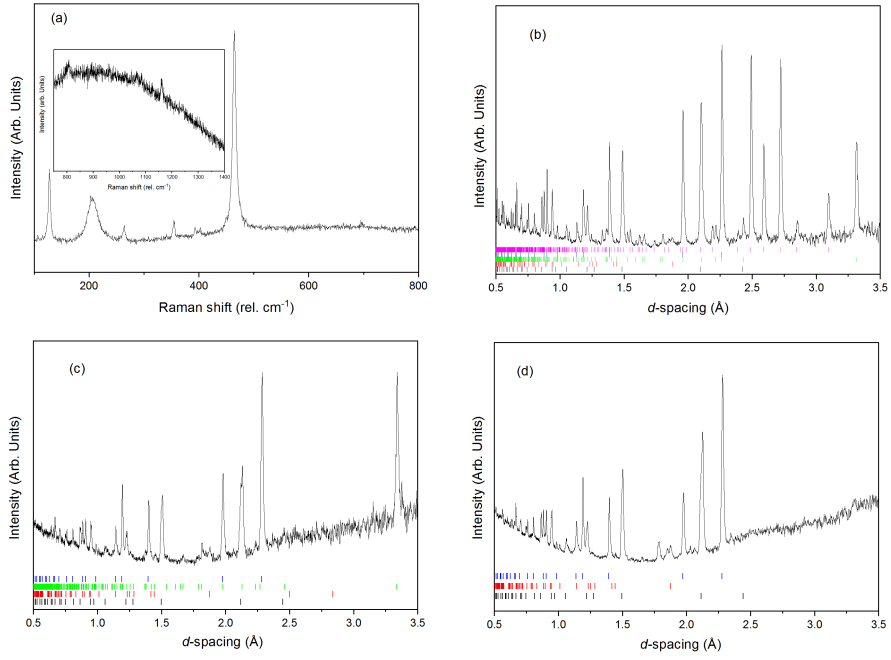 (a)
Intensity (Arb. Units)
Intensity (arb. Units)
800 900 1000 1100 1200 1300 1400
Raman shift (rel. cm-1)
200 400 600 800
Raman shift (rel. cm-1)
(b)
Intensity (Arb. Units)
0.5 1.0 1.5 2.0 2.5 3.0 3.5
d-spacing (Å)
(c)
Intensity (Arb. Units)
0.5 1.0 1.5 2.0 2.5 3.0 3.5
d-spacing (Å)
(d)
Intensity (Arb. Units)
0.5 1.0 1.5 2.0 2.5 3.0 3.5
d-spacing (Å)